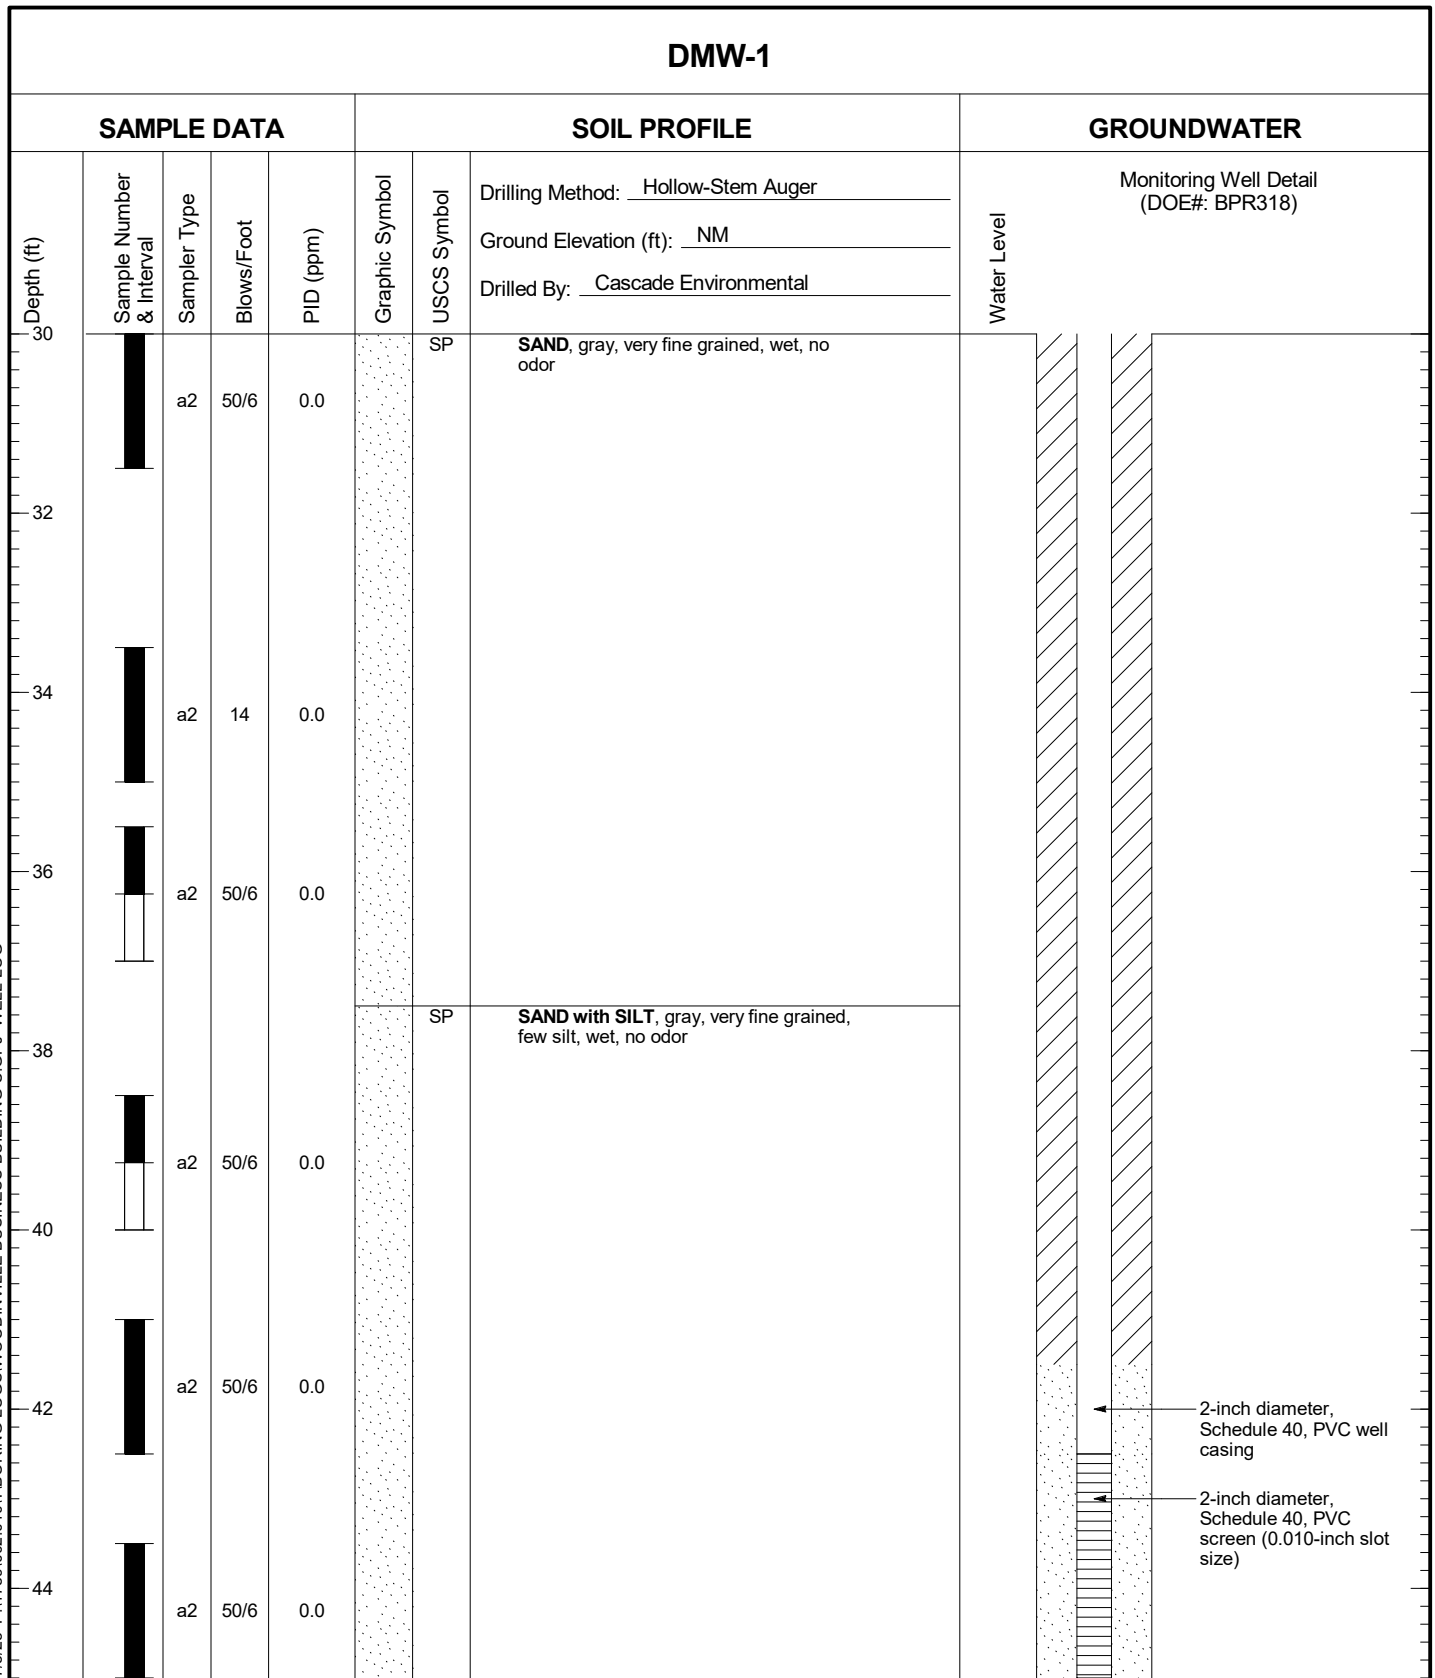 DMW-1
SAMPLE DATA
SOIL PROFILE
GROUNDWATER
Depth (ft)
Sample Number
& Interval
Sampler Type
Blows/Foot
PID (ppm)
Graphic Symbol
USCS Symbol
Drilling Method: Hollow-Stem Auger
Ground Elevation (ft): NM
Drilled By: Cascade Environmental
Water Level
Monitoring Well Detail
(DOE#: BPR318)
30
SP
SAND, gray, very fine grained, wet, no
odor
a2 50/6 0.0
32
34
a2 14 0.0
36
a2 50/6 0.0
SP
SAND with SILT, gray, very fine grained,
few silt, wet, no odor
38
a2 50/6 0.0
40
a2 50/6 0.0
42
2-inch diameter,
Schedule 40, PVC well
casing
2-inch diameter,
Schedule 40, PVC
screen (0.010-inch slot
size)
44
a2 50/6 0.0